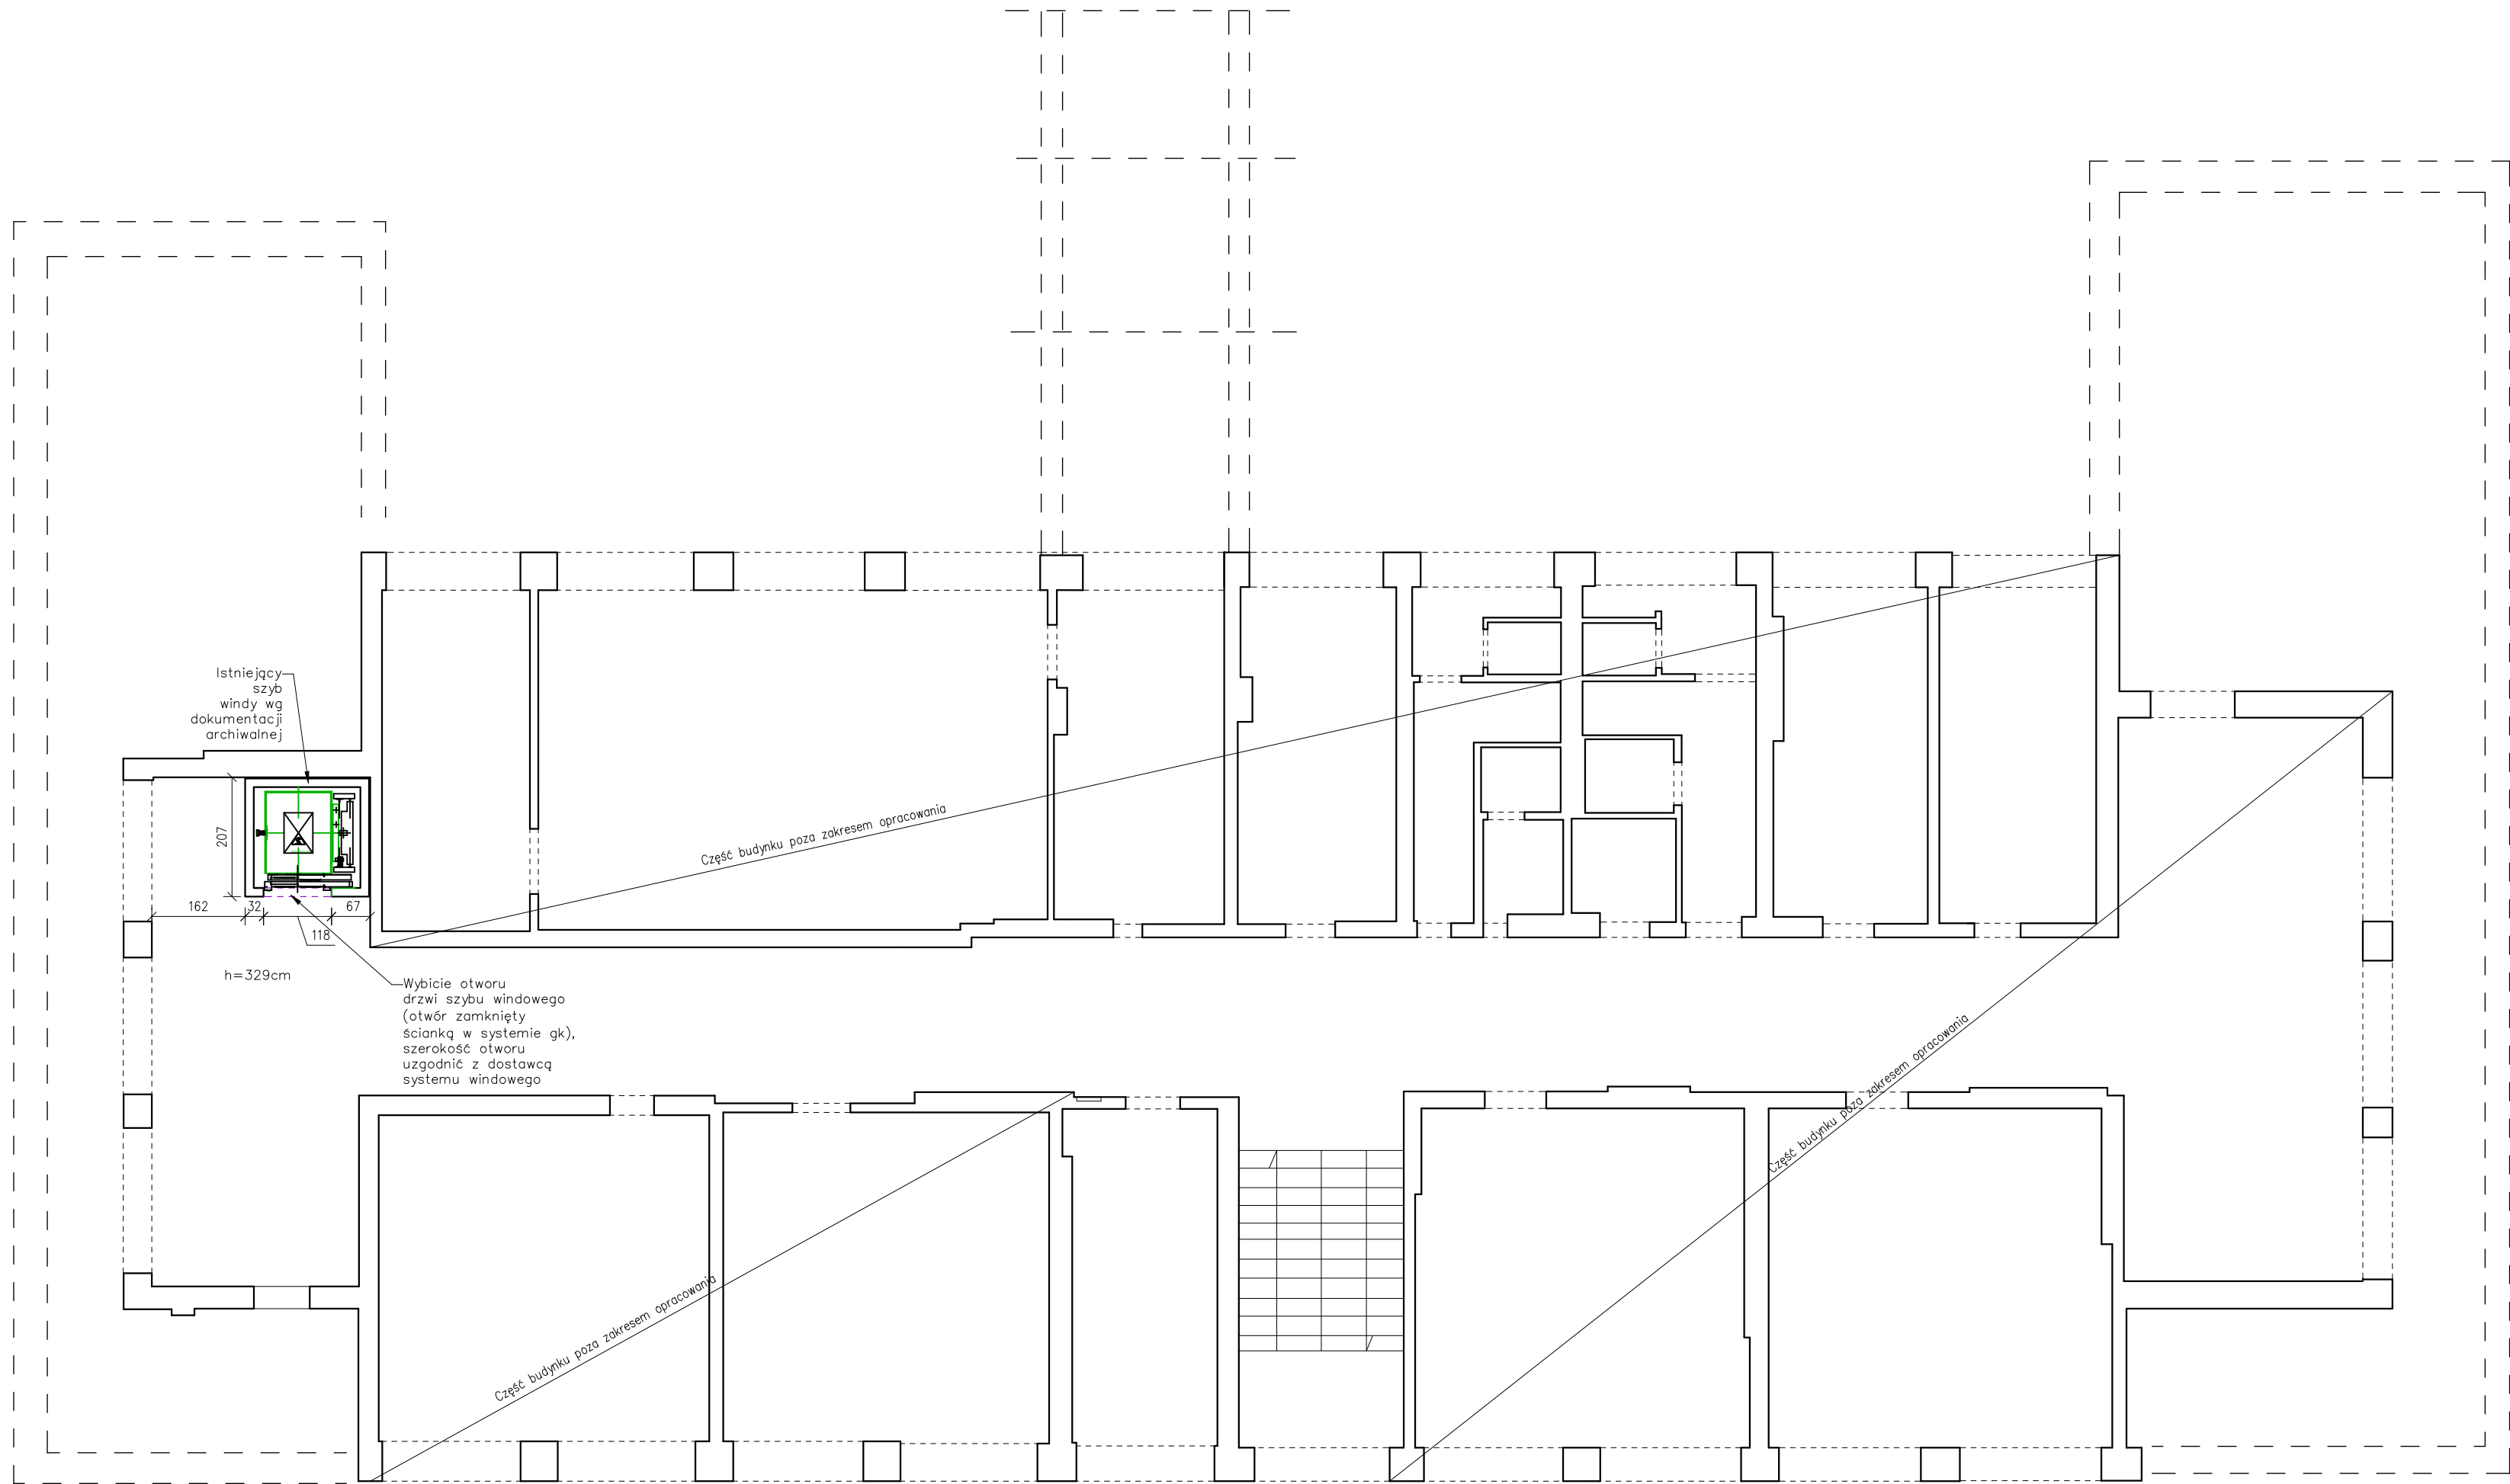 Istniejący
szyb
windy wg
dokumentacji
archiwalnej
207
162
32
67
118
h=329cm
Wybicie otworu
drzwi szybu windowego
(otwór zamknięty
ścianką w systemie gk),
szerokość otworu
uzgodnić z dostawcą
systemu windowego
Część budynku poza zakresem opracowania
Część budynku poza zakresem opracowania
Część budynku poza zakresem opracowania